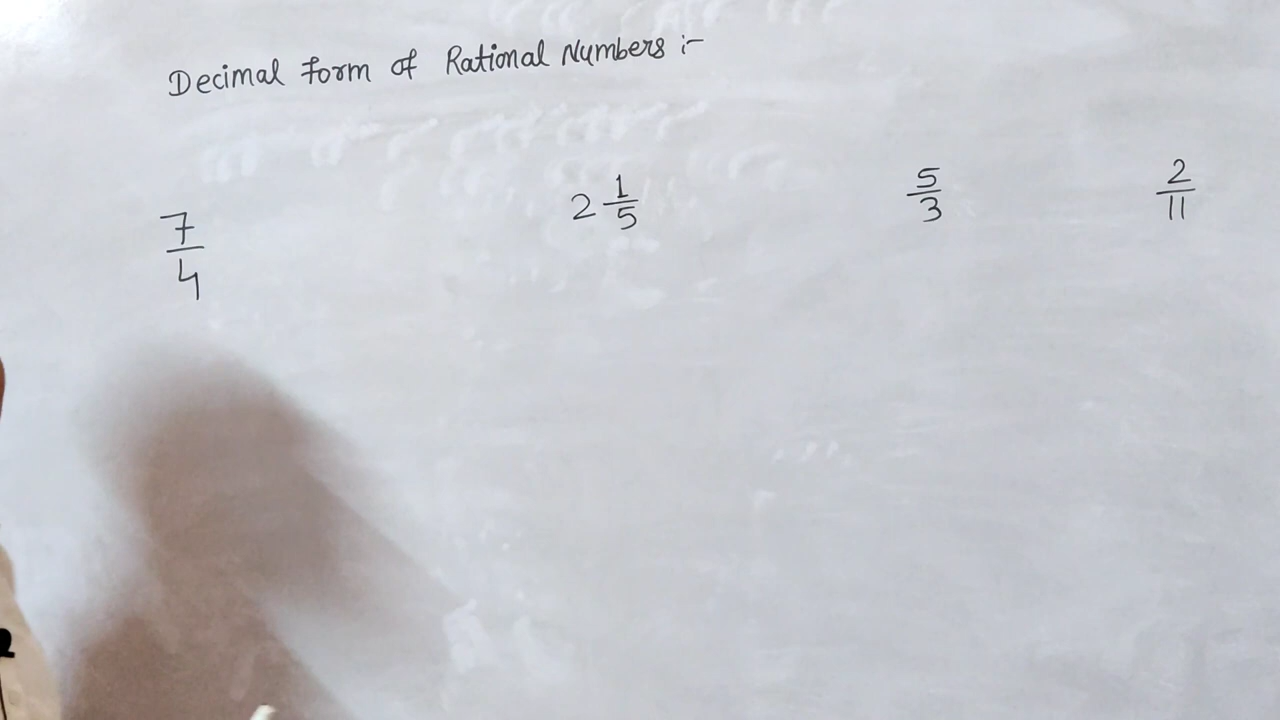 Decimal form of Rational Numbers :-
7/4 2 1/5 5/3 2/11